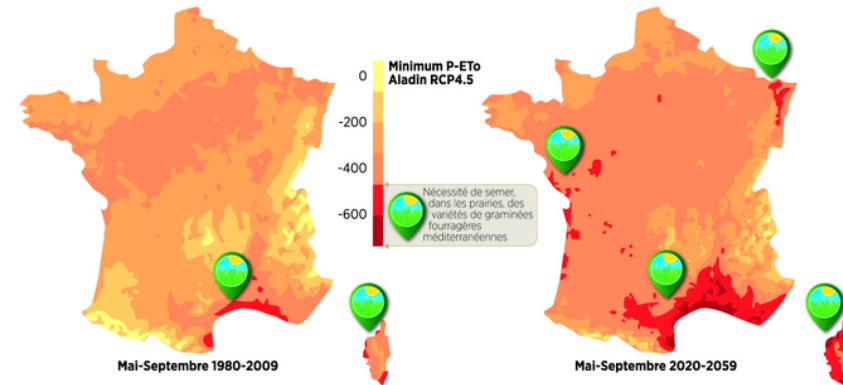 Minimum P-ETo
Aladin RCP4.5
0
-200
-400
-600
Nécessité de semer,
dans les prairies, des
variétés de graminées
fourragères
méditerranéennes
Mai-Septembre 1980-2009
Mai-Septembre 2020-2059